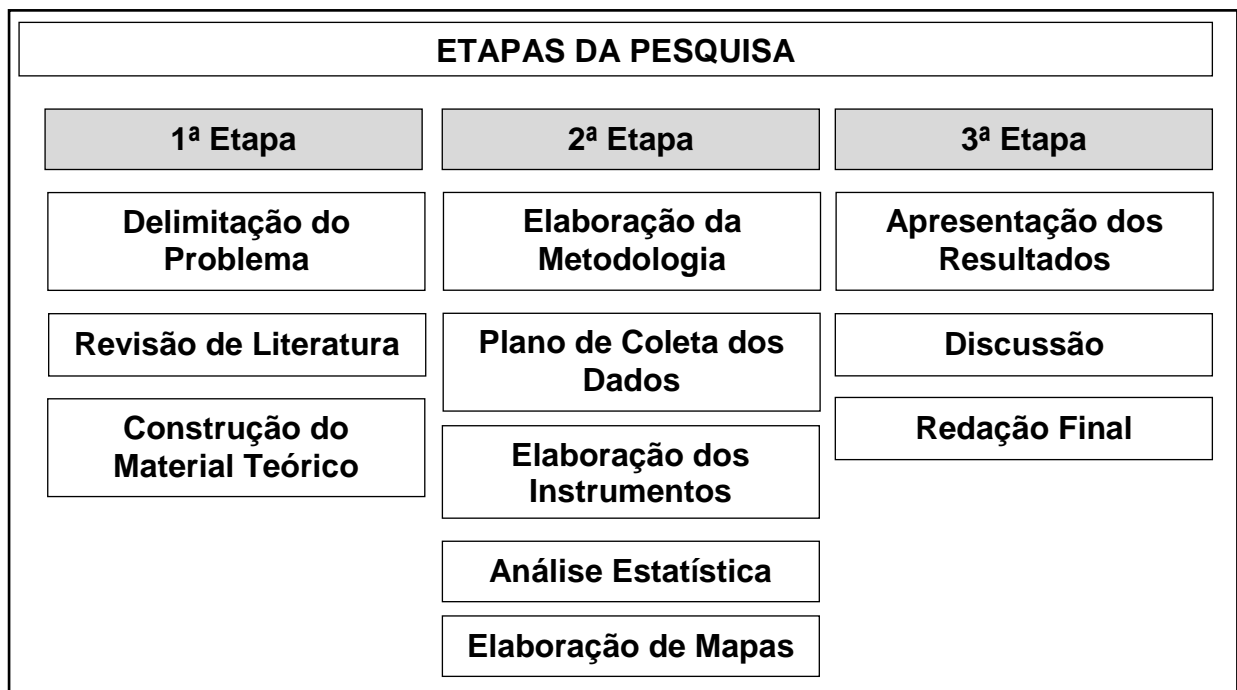 ETAPAS DA PESQUISA
1ª Etapa
Delimitação do
Problema
Revisão de Literatura
Construção do
Material Teórico
2ª Etapa
Elaboração da
Metodologia
Plano de Coleta dos
Dados
Elaboração dos
Instrumentos
Análise Estatística
Elaboração de Mapas
3ª Etapa
Apresentação dos
Resultados
Discussão
Redação Final